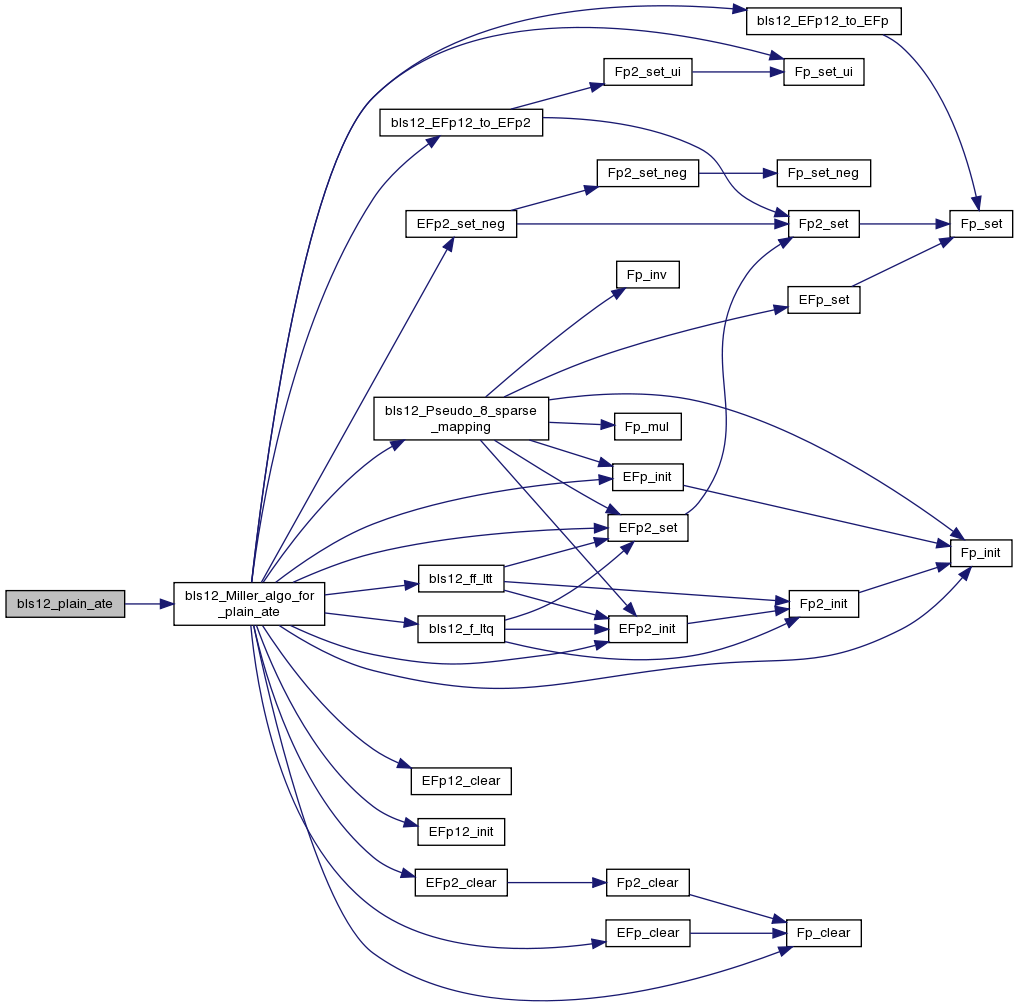 bls12_EFp12_to_EFp
Fp2_set_ui
Fp_set_ui
bls12_EFp12_to_EFp2
Fp2_set_neg
Fp_set_neg
EFp2_set_neg
Fp2_set
Fp_set
Fp_inv
EFp_set
bls12_Pseudo_8_sparse
_mapping
Fp_mul
EFp_init
EFp2_set
Fp_init
bls12_ff_ltt
bls12_plain_ate
bls12_Miller_algo_for
_plain_ate
Fp2_init
bls12_f_ltq
EFp2_init
EFp12_clear
EFp12_init
EFp2_clear
Fp2_clear
EFp_clear
Fp_clear